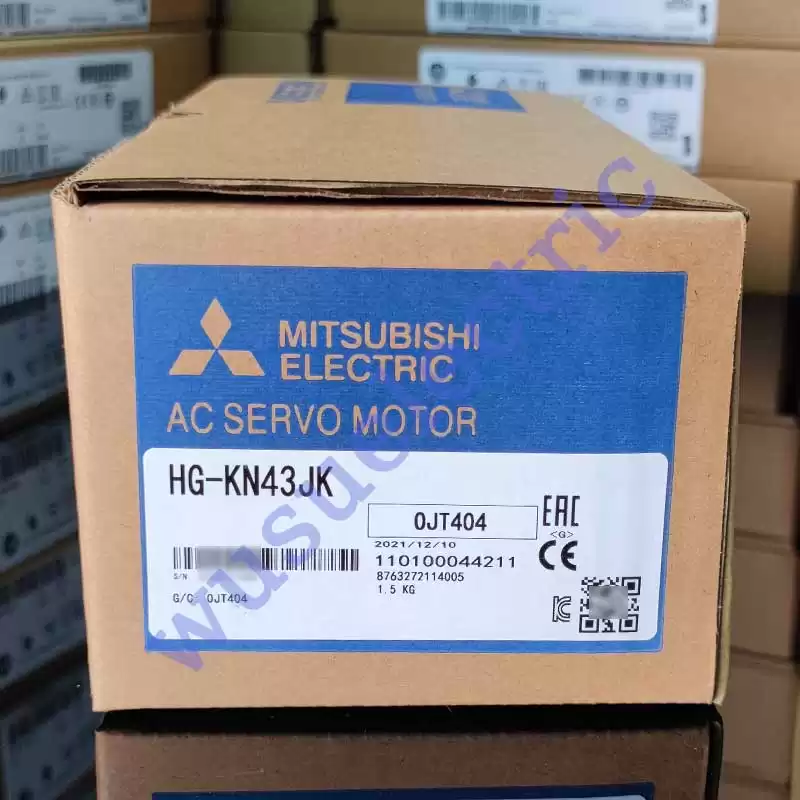 MITSUBISHI
ELECTRIC
AC SERVO MOTOR
HG-KN43JK
0JT404
EAC
2021/12/10
<G>
110100044211
CE
S/N
8763272114005
G/C: 0JT404
1.5 KG
wusuelectric